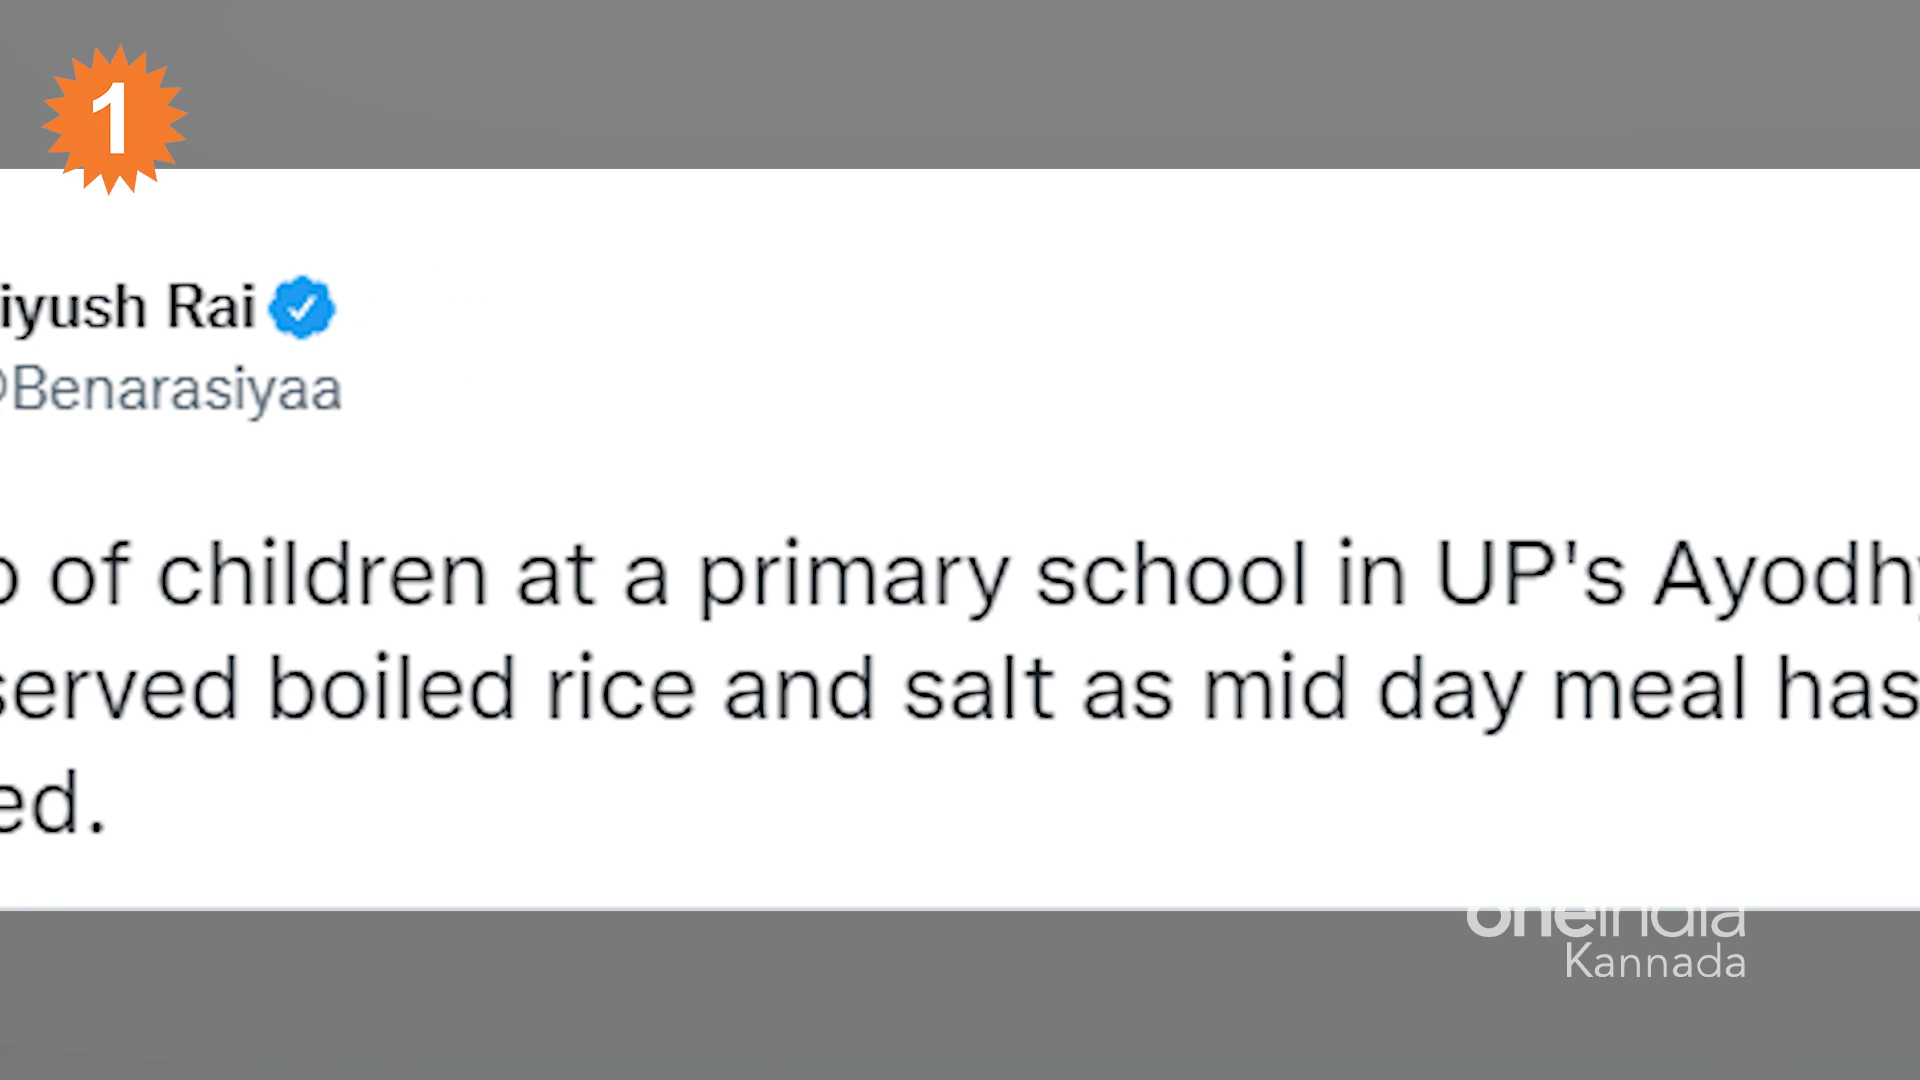 1
iyush Rai
@Benarasiyaa
of children at a primary school in UP's
served boiled rice and salt as mid day meal has
ed.
oneindia
Kannada